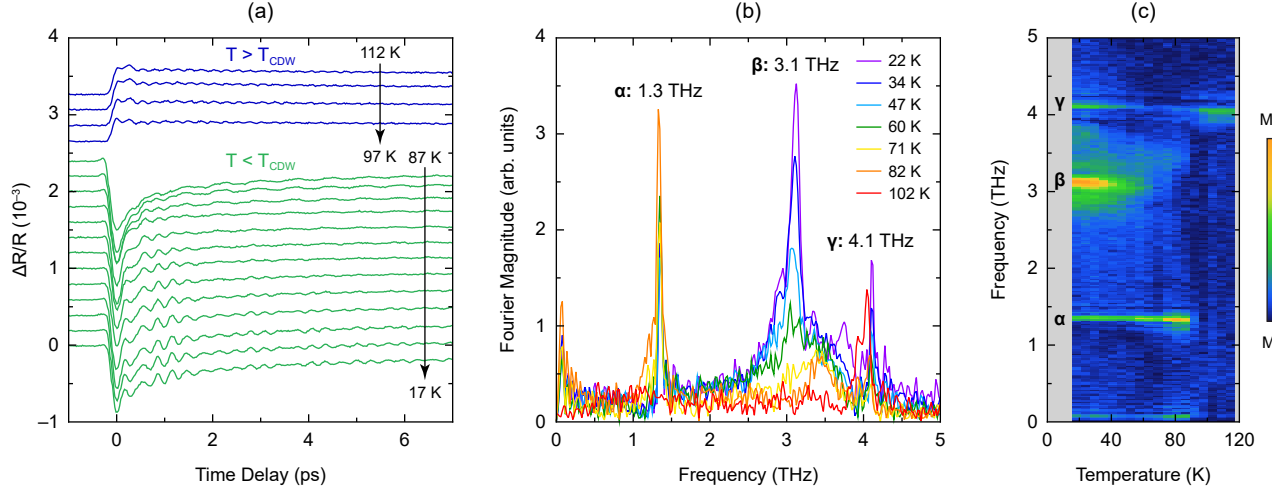 (a)
(b)
(c)
ΔR/R (10⁻³)
4
3
2
1
0
−1
T > T_CDW
112 K
97 K
T < T_CDW
87 K
17 K
0
2
4
6
Time Delay (ps)
Fourier Magnitude (arb. units)
4
3
2
1
0
α: 1.3 THz
β: 3.1 THz
γ: 4.1 THz
22 K
34 K
47 K
60 K
71 K
82 K
102 K
0
1
2
3
4
5
Frequency (THz)
Frequency (THz)
5
4
3
2
1
0
γ
β
α
0
40
80
120
Temperature (K)
M
M